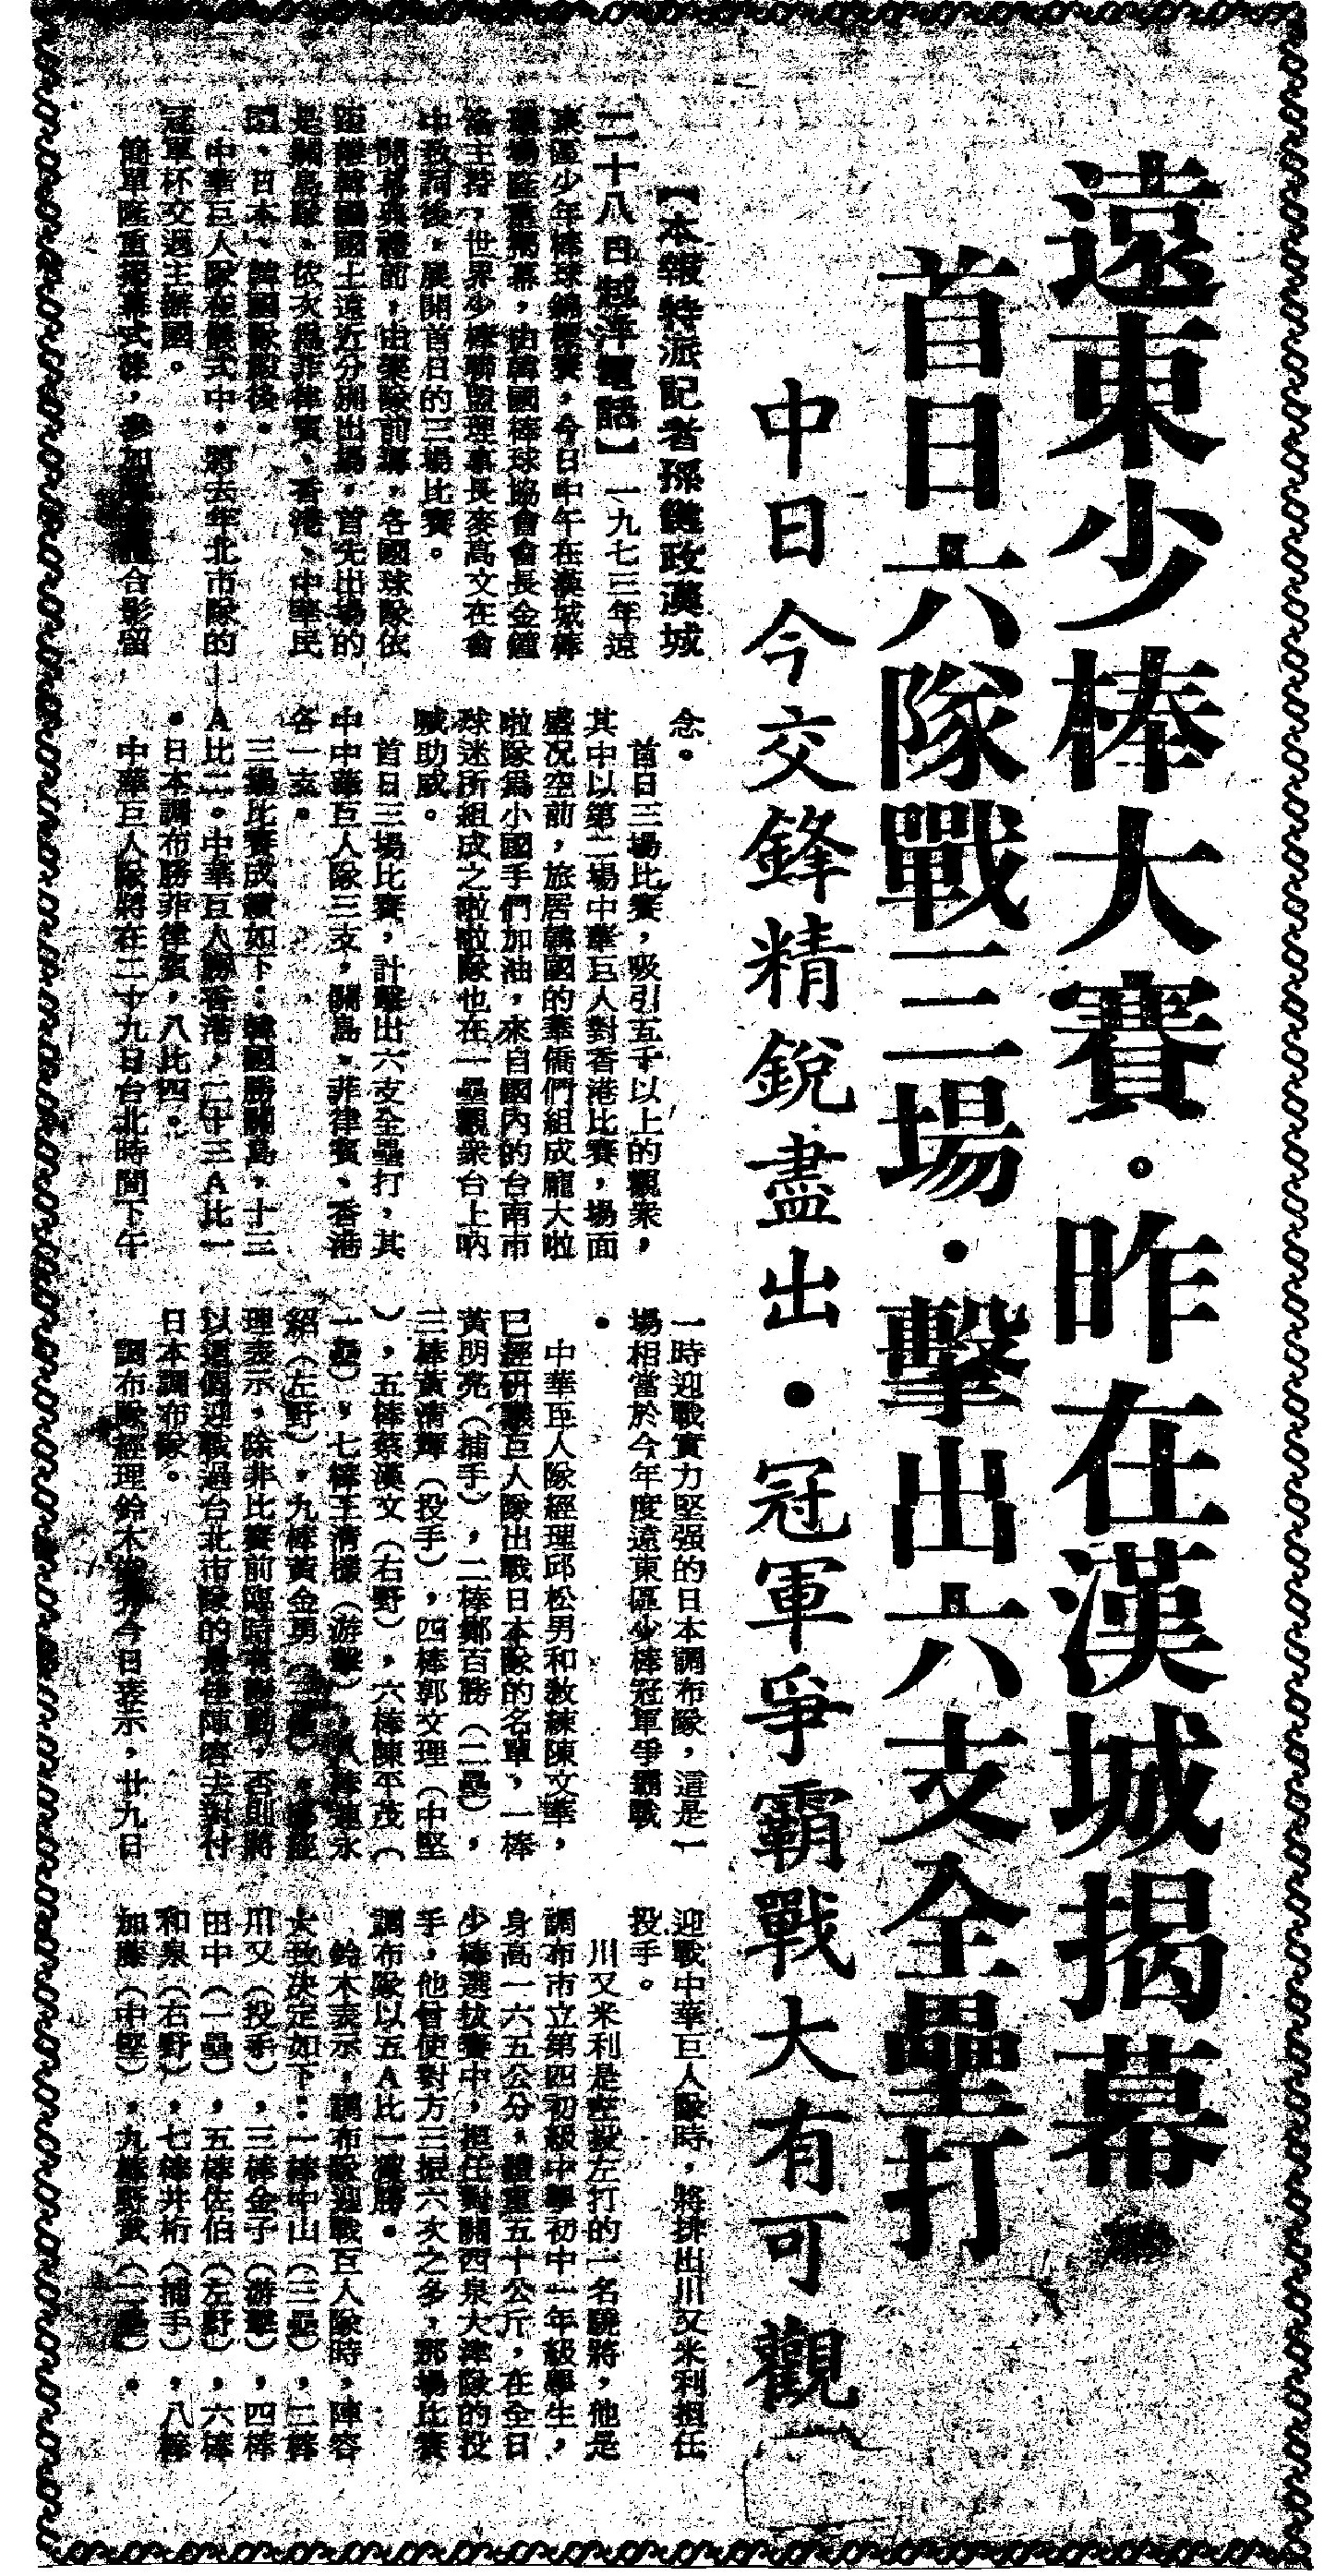 遠東少棒大賽・昨在漢城揭幕・
首日六隊戰三場・擊出六支全壘打
中日今交鋒精銳盡出・冠軍爭霸戰大有可觀
【本報特派記者孫鍵政漢城
二十八日越洋電話】一九七三年遠
東區少年棒球錦標賽，今日中午在漢城棒
球場隆重揭幕，由韓國棒球協會會長金鐘
洛主持，世界少棒聯盟理事長麥高文在會
中致詞後，展開首日的三場比賽。
開幕典禮前，由樂隊前導，各國球隊依
距離韓國國土遠近分別出場，首先出場的
是關島隊，依次為菲律賓、香港、中華民
國、日本、韓國隊殿後。
中華巨人隊在儀式中，將去年北市隊的
冠軍杯交還主辦國。
簡單隆重揭幕式後，參加 合影留
念。
首日三場比賽，吸引五千以上的觀衆，
其中以第二場中華巨人對香港比賽，場面
盛況空前，旅居韓國的華僑們組成龐大啦
啦隊為小國手們加油，來自國內的台南市
球迷所組成之啦啦隊也在一壘觀衆台上吶
喊助威。
首日三場比賽，計擊出六支全壘打，其
中中華巨人隊三支，關島、菲律賓、香港
各一支。
三場比賽成績如下：韓國勝關島，十三
A比二。中華巨人勝香港，二十三A比一
。日本調布勝菲律賓，八比四。
中華巨人隊將在二十九日台北時間下午
一時迎戰實力堅强的日本調布隊，這是一
場相當於今年度遠東區少棒冠軍爭霸戰
。
中華巨人隊經理邱松男和敎練陳文華，
已經研議巨人隊出戰日本隊的名單，一棒
黃明亮（捕手），二棒鄭百勝（二壘），
三棒黃清輝（投手），四棒郭文理（中堅
），五棒蔡漢文（右野），六棒陳平茂（
一壘），七棒王清欉（游擊），八棒連永
紹（左野），九棒黃金勇（三壘）。邱經
理表示，除非比賽前臨時有變動，否則將
以這個迎戰過台北市隊的最佳陣容去對付
日本調布隊。
調布隊經理鈴木 今日表示，廿九日
迎戰中華巨人隊時，將排出川又米利担任
投手。
川又米利是左投左打的一名驍將，他是
調布市立第四初級中學初中一年級學生，
身高一六五公分，體重五十公斤，在全日
少棒選拔賽中，担任對關西泉大津隊的投
手，他曾使對方三振六次之多，那場比賽
調布隊以五A比一獲勝。
鈴木表示，調布隊迎戰巨人隊時，陣容
大致決定如下：一棒中山（三壘），二棒
川又（投手），三棒金子（游擊），四棒
田中（一壘），五棒佐伯（左野），六棒
和泉（右野），七棒井桁（捕手），八棒
加藤（中堅），九棒野武（二壘）。